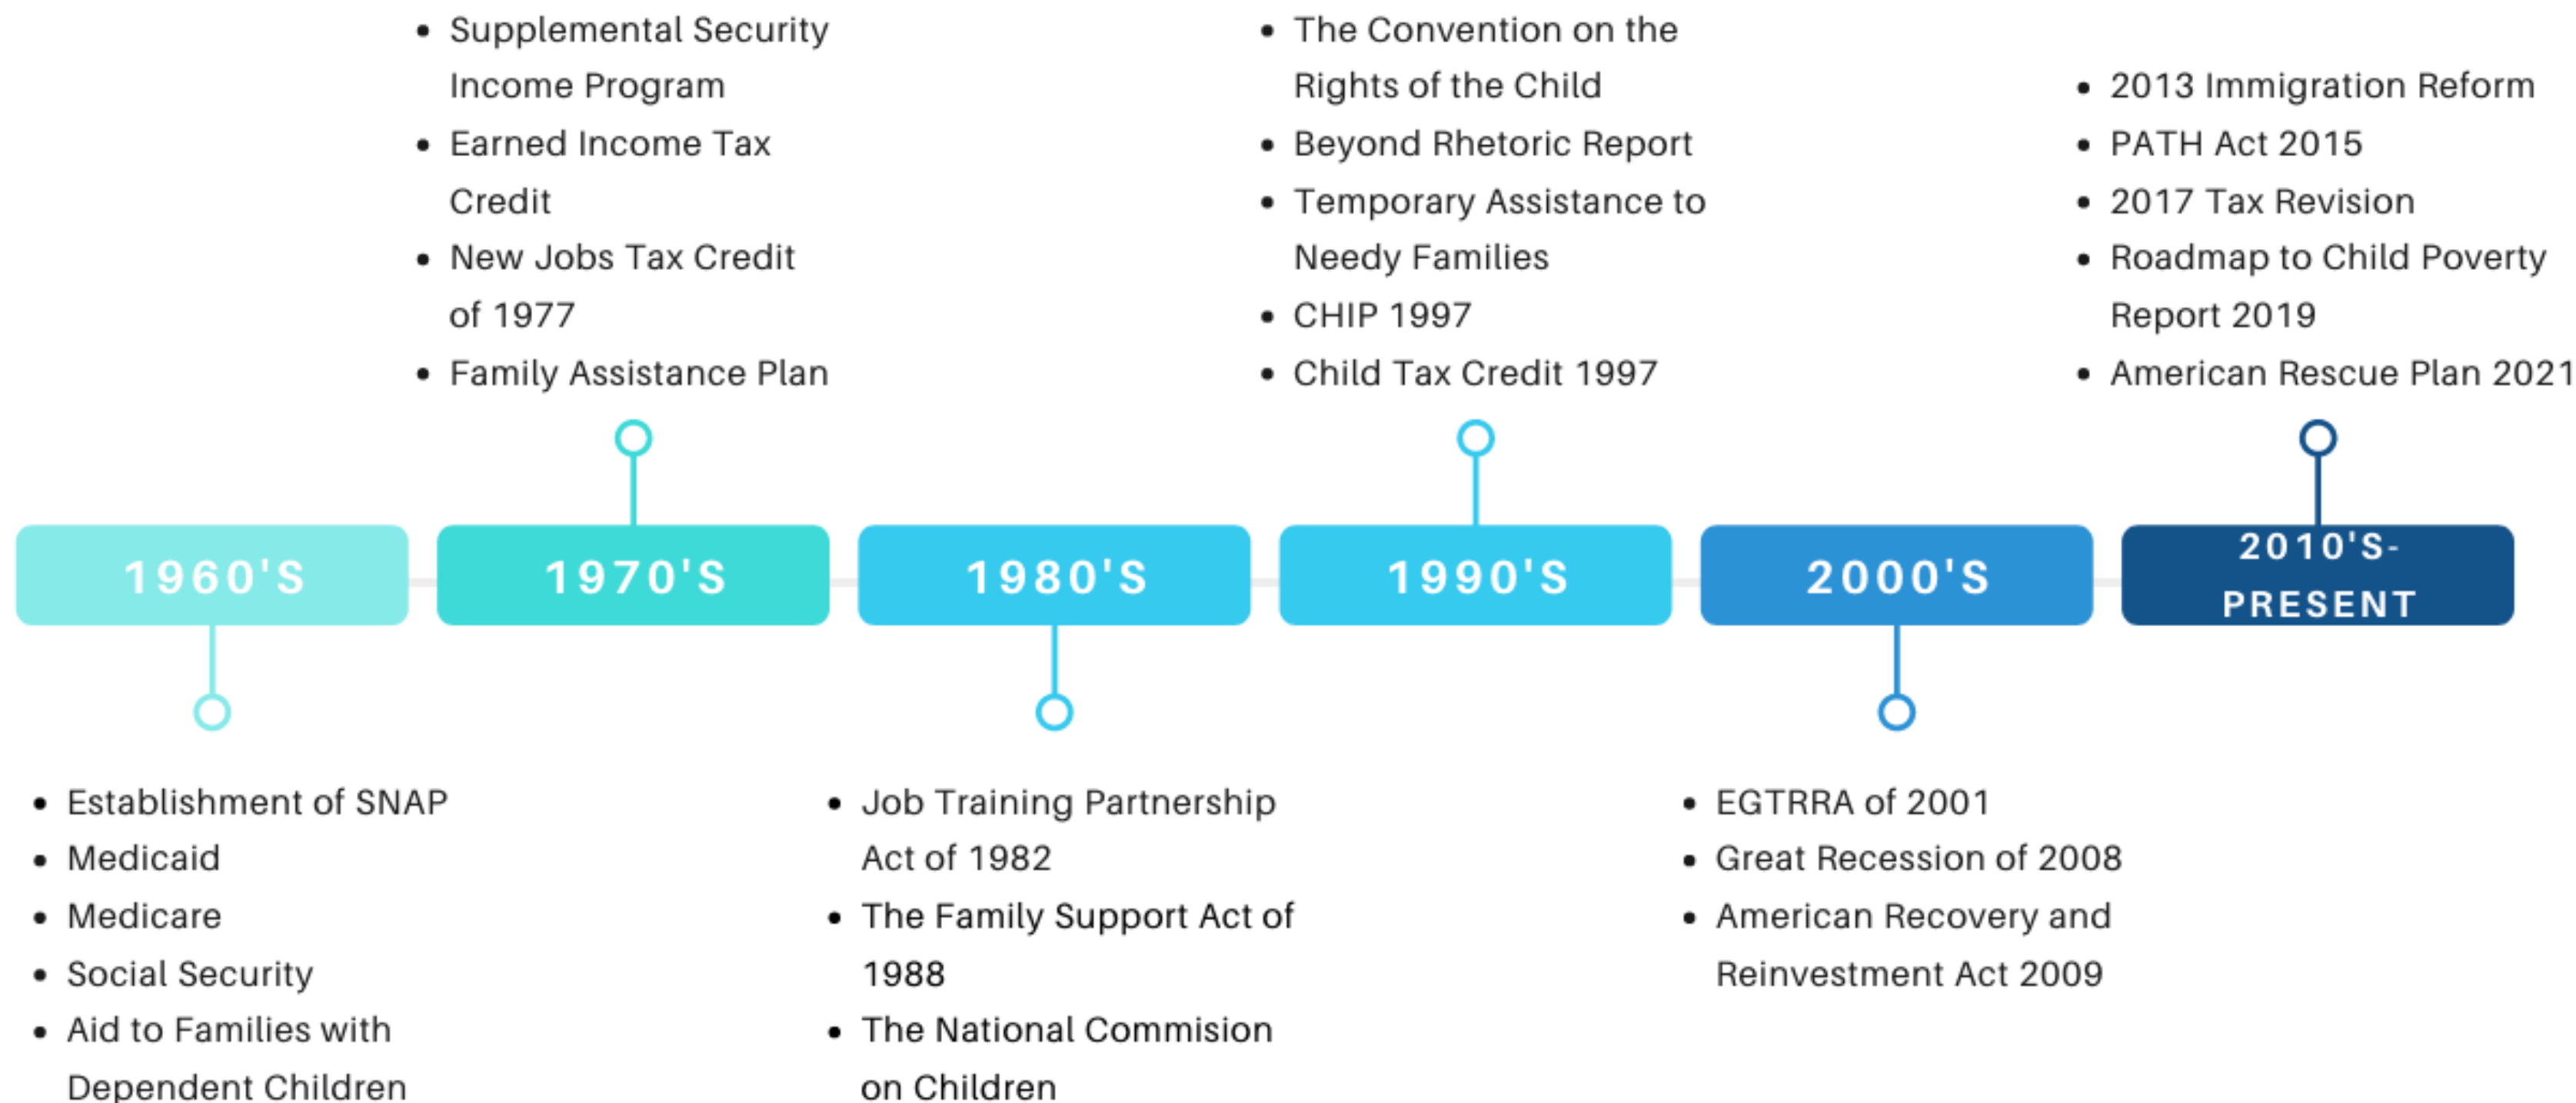 • Supplemental Security
Income Program
• Earned Income Tax
Credit
• New Jobs Tax Credit
of 1977
• Family Assistance Plan
• The Convention on the
Rights of the Child
• Beyond Rhetoric Report
• Temporary Assistance to
Needy Families
• CHIP 1997
• Child Tax Credit 1997
• 2013 Immigration Reform
• PATH Act 2015
• 2017 Tax Revision
• Roadmap to Child Poverty
Report 2019
• American Rescue Plan 2021
1960'S
1970'S
1980'S
1990'S
2000'S
2010'S-
PRESENT
• Establishment of SNAP
• Medicaid
• Medicare
• Social Security
• Aid to Families with
Dependent Children
• Job Training Partnership
Act of 1982
• The Family Support Act of
1988
• The National Commision
on Children
• EGTRRA of 2001
• Great Recession of 2008
• American Recovery and
Reinvestment Act 2009